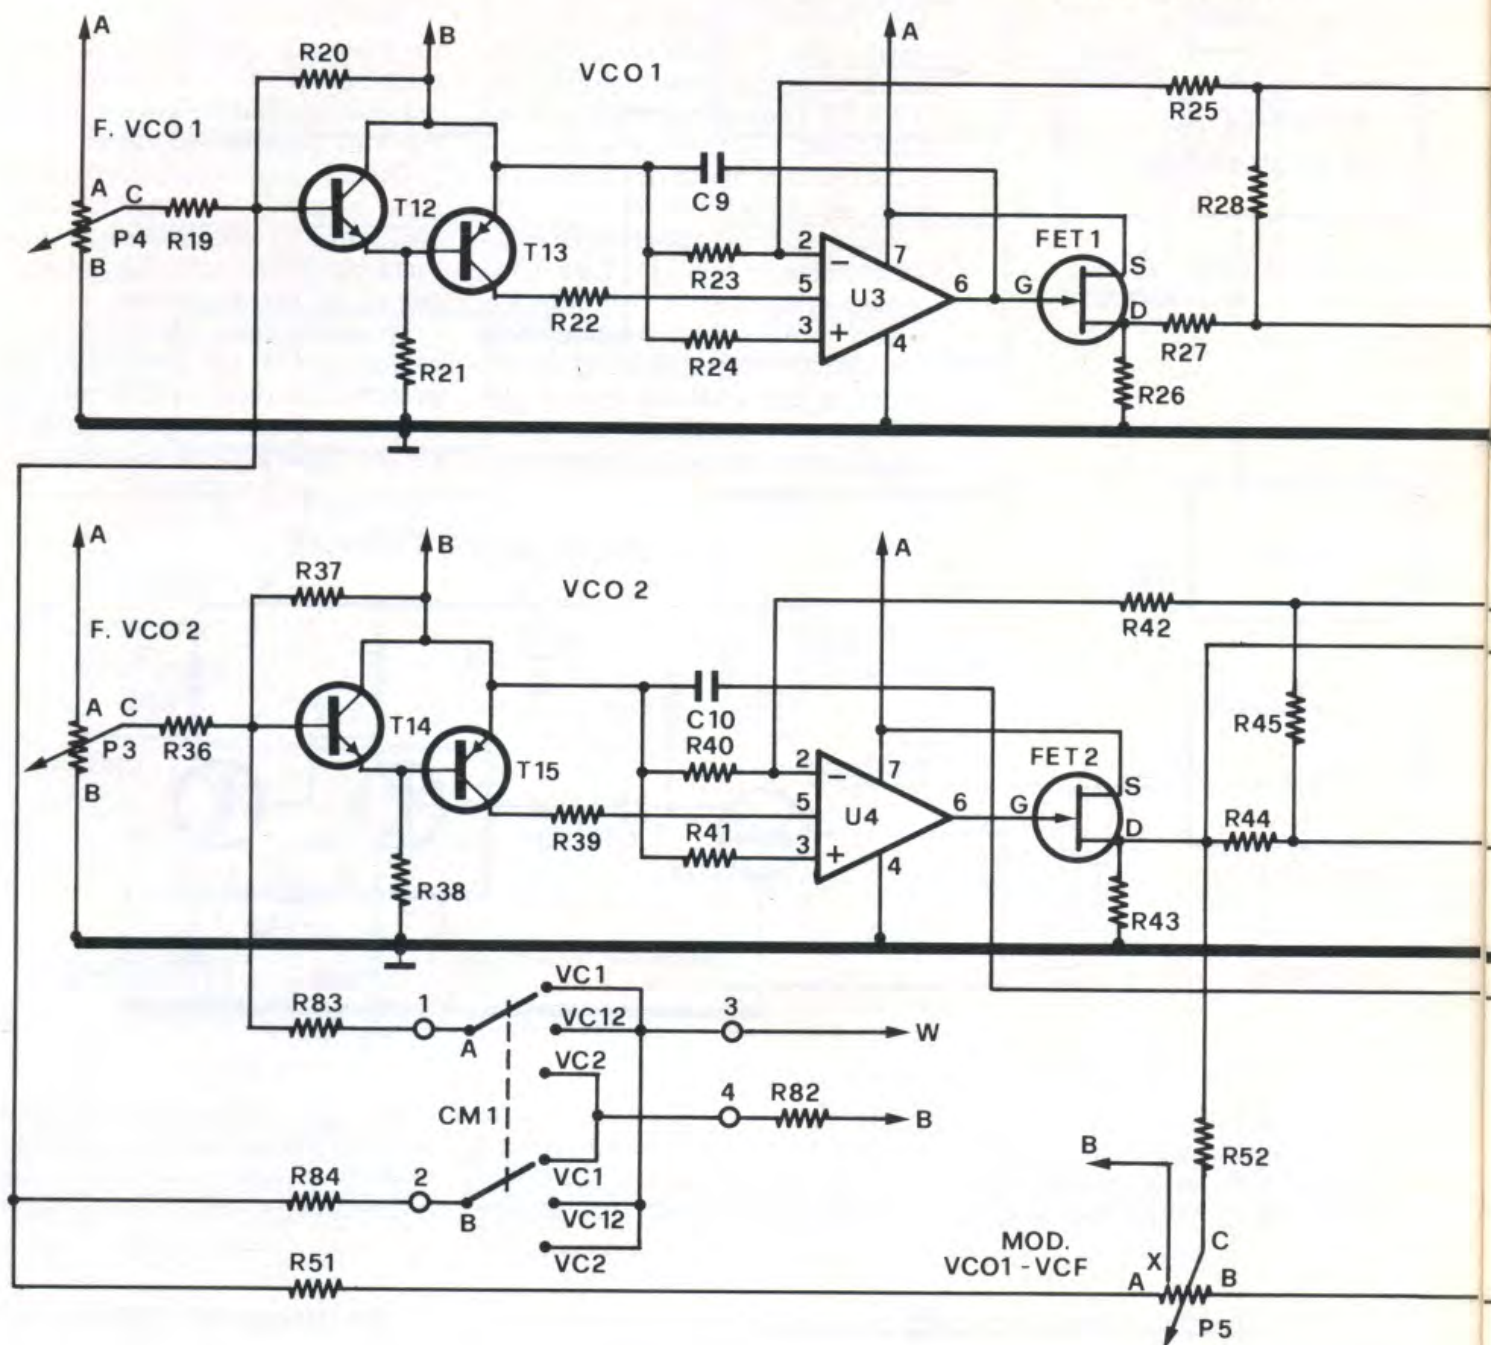 A
R20
B
VCO1
A
R25
F. VCO1
A
C
P4
R19
B
T12
T13
C9
R28
R23
2
−
7
FET1
S
5
U3
6
G
D
R22
3
+
4
R24
R27
R21
R26
A
R37
B
VCO 2
A
R42
F. VCO2
A
C
P3
R36
B
T14
T15
C10
R40
R45
2
−
7
FET2
S
5
U4
6
G
D
R44
R39
R41
3
+
4
R38
R43
R83
1
A
VC1
VC12
VC2
3
W
CM1
4
R82
B
B
R52
R84
2
B
VC1
VC12
VC2
R51
MOD.
VCO1-VCF
X
A
C
B
P5